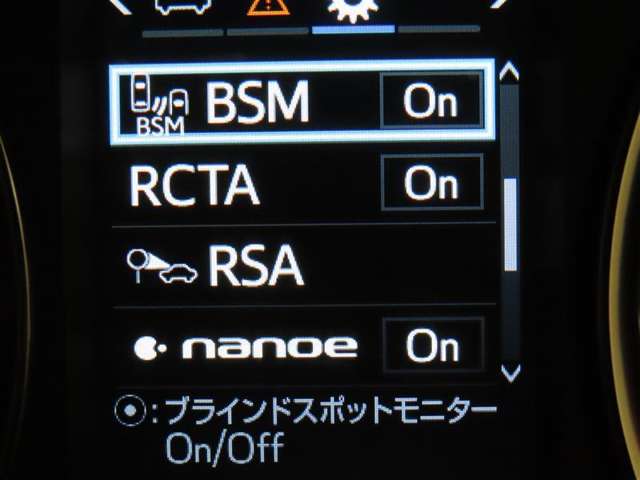 BSM BSM On
RCTA On
RSA
nanoe On
⦿:ブラインドスポットモニター
On/Off